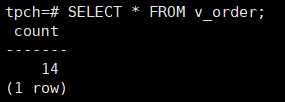 tpch=# SELECT * FROM v_order;
count
-------
14
(1 row)